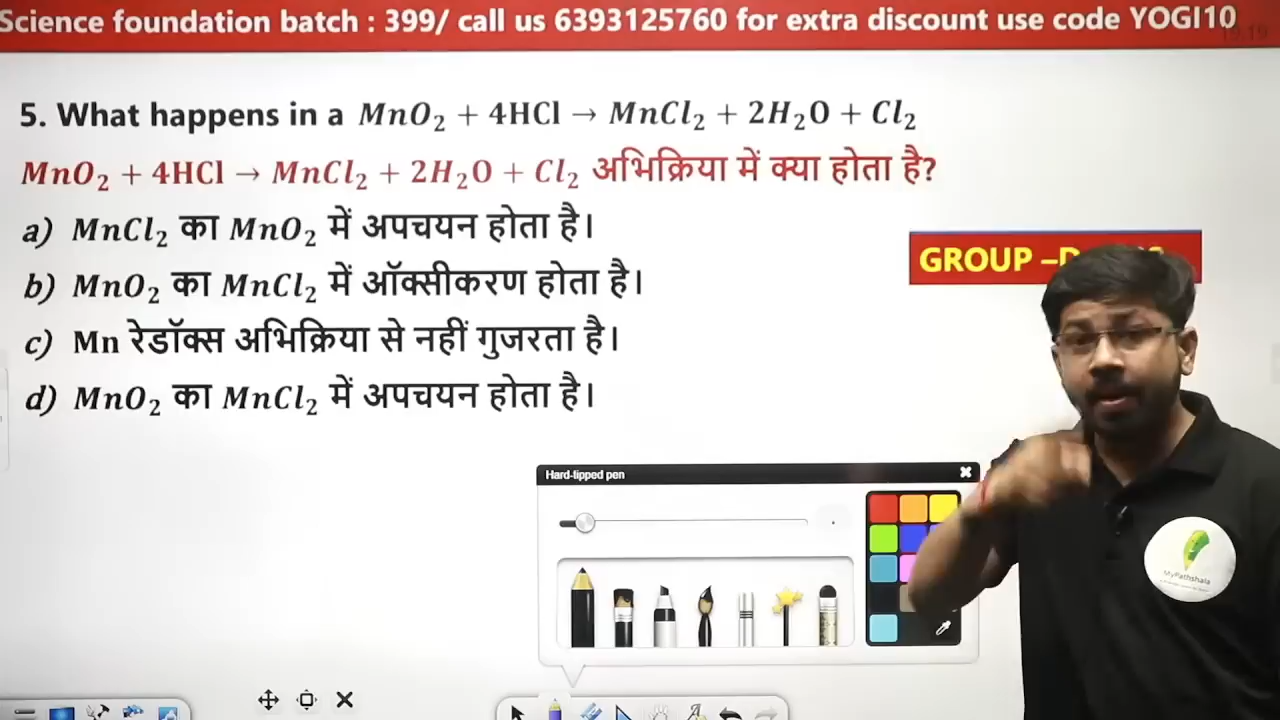 Science foundation batch : 399/ call us 6393125760 for extra discount use code YOGI10
5. What happens in a MnO₂ + 4HCl → MnCl₂ + 2H₂O + Cl₂
MnO₂ + 4HCl → MnCl₂ + 2H₂O + Cl₂ अभिक्रिया में क्या होता है?
a) MnCl₂ का MnO₂ में अपचयन होता है।
b) MnO₂ का MnCl₂ में ऑक्सीकरण होता है।
GROUP –D
c) Mn रेडॉक्स अभिक्रिया से नहीं गुजरता है।
d) MnO₂ का MnCl₂ में अपचयन होता है।
Hard-tipped pen
MyPathshala